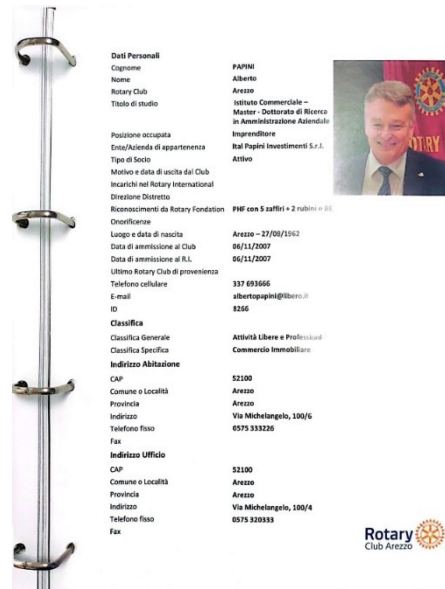 Dati Personali
Cognome PAPINI
Nome Alberto
Rotary Club Arezzo
Titolo di studio Istituto Commerciale –
Master - Dottorato di Ricerca
in Amministrazione Aziendale
Posizione occupata Imprenditore
Ente/Azienda di appartenenza Ital Papini Investimenti S.r.l.
Tipo di Socio Attivo
Motivo e data di uscita dal Club
Incarichi nel Rotary International
Direzione Distretto
Riconoscimenti da Rotary Fondation PHF con 5 zaffiri + 2 rubini
Onorificenze
Luogo e data di nascita Arezzo – 27/08/1962
Data di ammissione al Club 06/11/2007
Data di ammissione al R.I. 06/11/2007
Ultimo Rotary Club di provenienza
Telefono cellulare 337 693666
E-mail albertopapini@libero.it
ID 8266
Classifica
Classifica Generale Attività Libere e Professioni
Classifica Specifica Commercio Immobiliare
Indirizzo Abitazione
CAP 52100
Comune o Località Arezzo
Provincia Arezzo
Indirizzo Via Michelangelo, 100/6
Telefono fisso 0575 333226
Fax
Indirizzo Ufficio
CAP 52100
Comune o Località Arezzo
Provincia Arezzo
Indirizzo Via Michelangelo, 100/4
Telefono fisso 0575 320333
Fax
Rotary
Club Arezzo